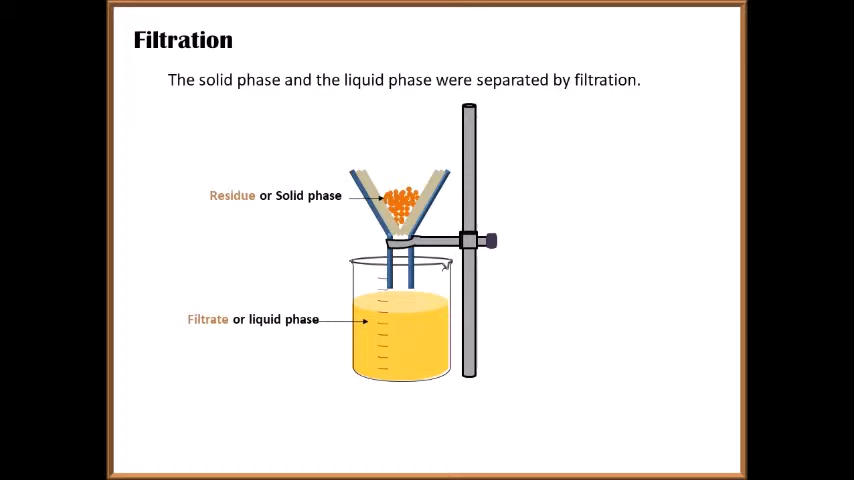 Filtration
The solid phase and the liquid phase were separated by filtration.
Residue or Solid phase
Filtrate or liquid phase